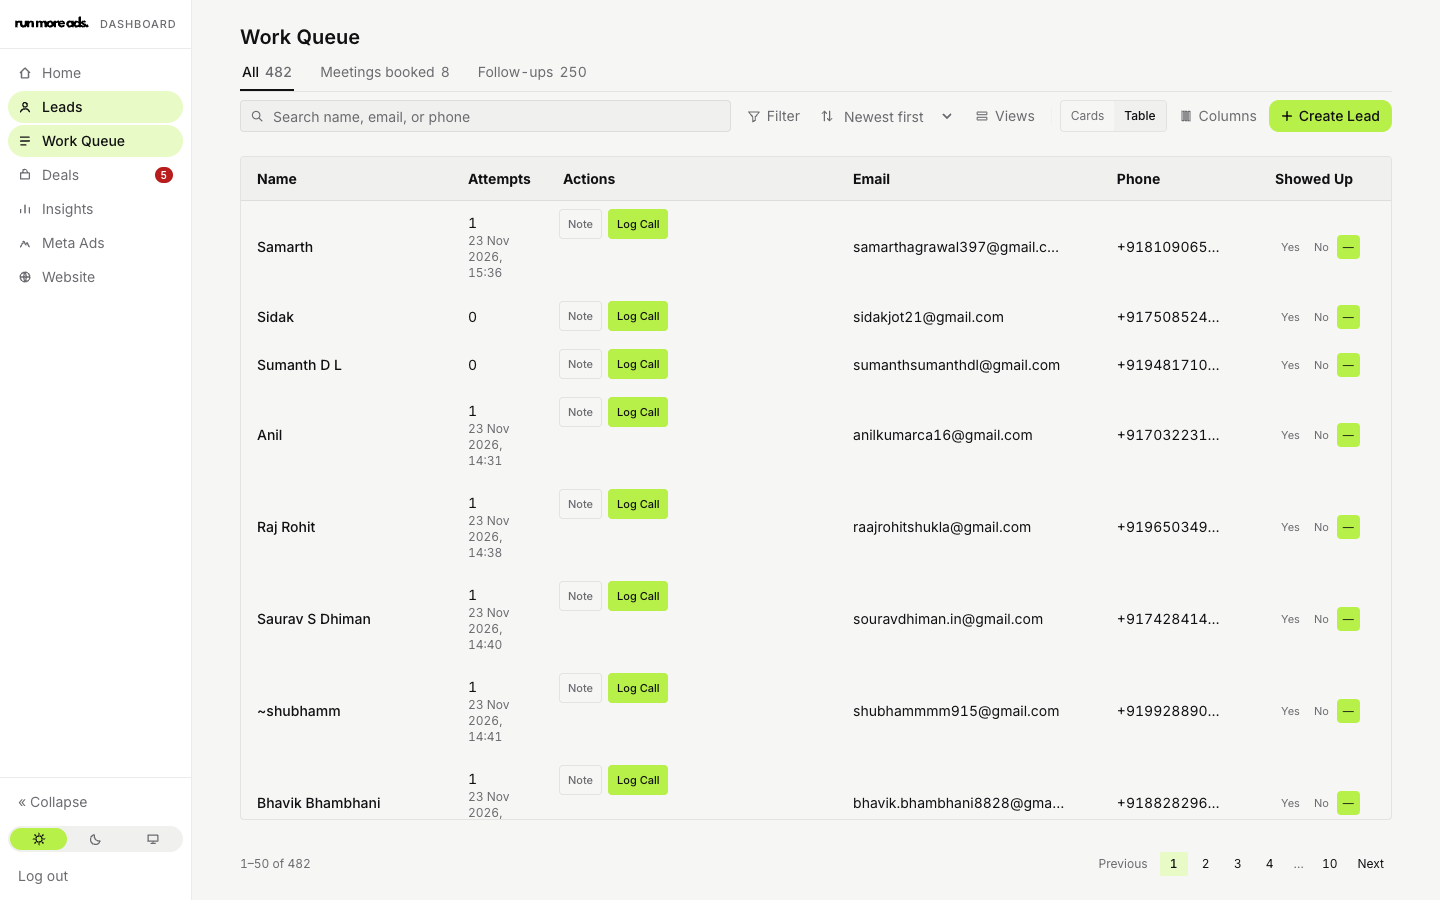 run more ads. DASHBOARD
Home
Leads
Work Queue
Deals 5
Insights
Meta Ads
Website
« Collapse
Log out
Work Queue
All 482 Meetings booked 8 Follow-ups 250
Search name, email, or phone Filter Newest first Views Cards Table Columns + Create Lead
Name Attempts Actions Email Phone Showed Up
Samarth 1 Note Log Call samarthagrawal397@gmail.c... +918109065... Yes No —
23 Nov
2026,
15:36
Sidak 0 Note Log Call sidakjot21@gmail.com +917508524... Yes No —
Sumanth D L 0 Note Log Call sumanthsumanthdl@gmail.com +919481710... Yes No —
Anil 1 Note Log Call anilkumarca16@gmail.com +917032231... Yes No —
23 Nov
2026,
14:31
Raj Rohit 1 Note Log Call raajrohitshukla@gmail.com +919650349... Yes No —
23 Nov
2026,
14:38
Saurav S Dhiman 1 Note Log Call souravdhiman.in@gmail.com +917428414... Yes No —
23 Nov
2026,
14:40
~shubhamm 1 Note Log Call shubhammmm915@gmail.com +919928890... Yes No —
23 Nov
2026,
14:41
Bhavik Bhambhani 1 Note Log Call bhavik.bhambhani8828@gma... +918828296... Yes No —
23 Nov
2026,
1–50 of 482 Previous 1 2 3 4 ... 10 Next